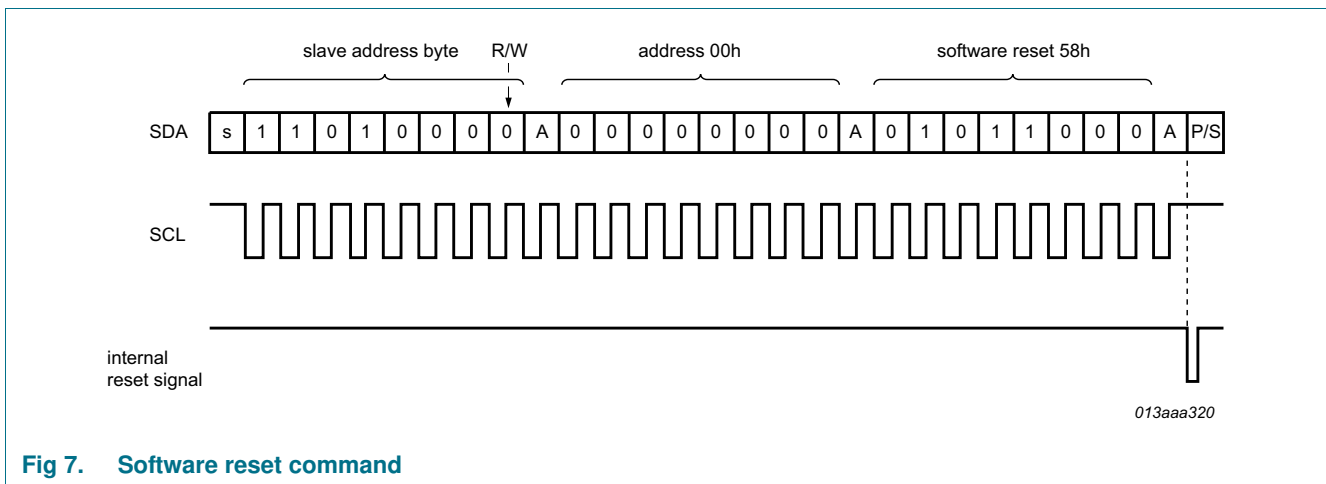 slave address byte R/W address 00h software reset 58h
SDA s 1 1 0 1 0 0 0 0 A 0 0 0 0 0 0 0 0 A 0 1 0 1 1 0 0 0 A P/S
SCL
internal
reset signal
013aaa320
Fig 7. Software reset command